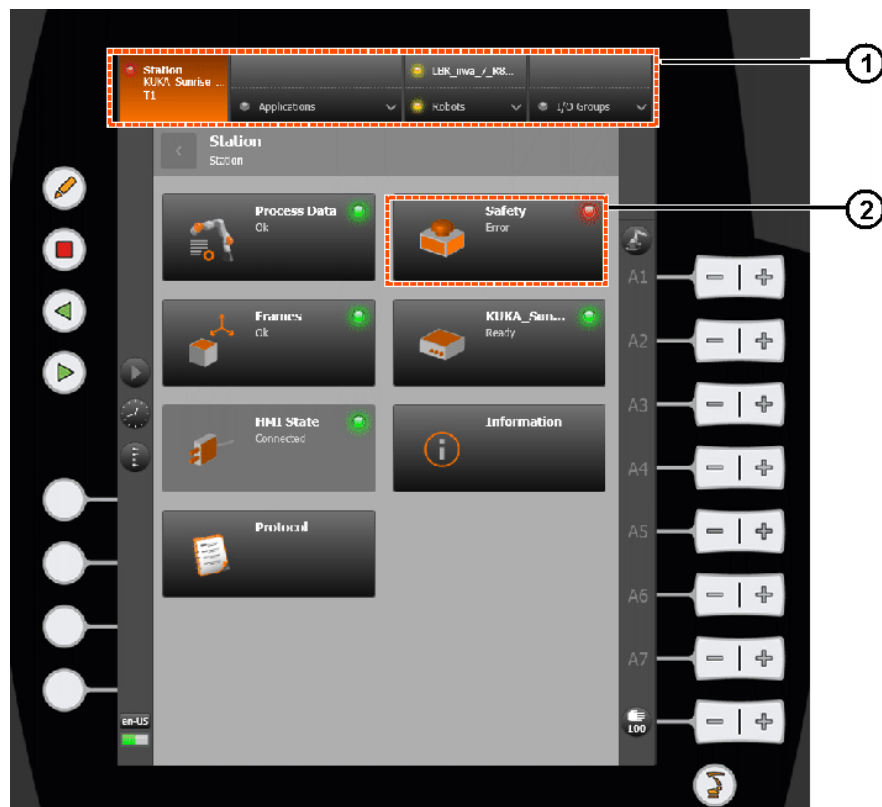 Station
KUKA Sunrise ...
T1
LBR_iiwa_7_R8...
Applications
Robots
I/O Groups
1
Station
Station
Process Data
Ok
Safety
Error
2
Frames
Ok
KUKA_Sun...
Ready
HMI State
Connected
Information
Protocol
A1
A2
A3
A4
A5
A6
A7
en-US
100